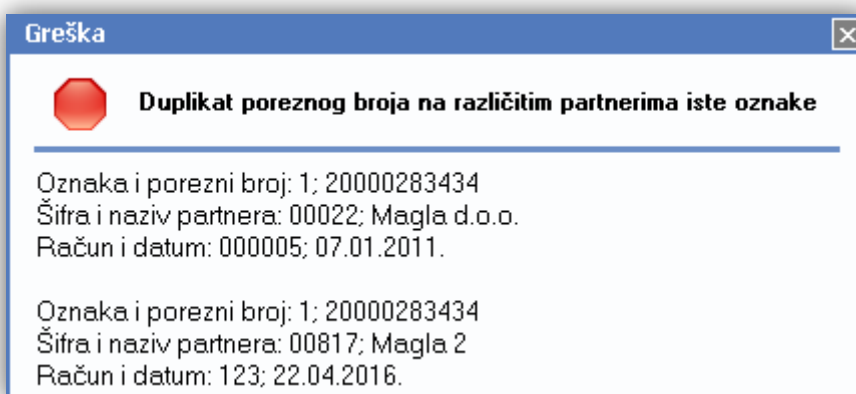 Greška
Duplikat poreznog broja na različitim partnerima iste oznake
Oznaka i porezni broj: 1; 20000283434
Šifra i naziv partnera: 00022; Magla d.o.o.
Račun i datum: 000005; 07.01.2011.
Oznaka i porezni broj: 1; 20000283434
Šifra i naziv partnera: 00817; Magla 2
Račun i datum: 123; 22.04.2016.